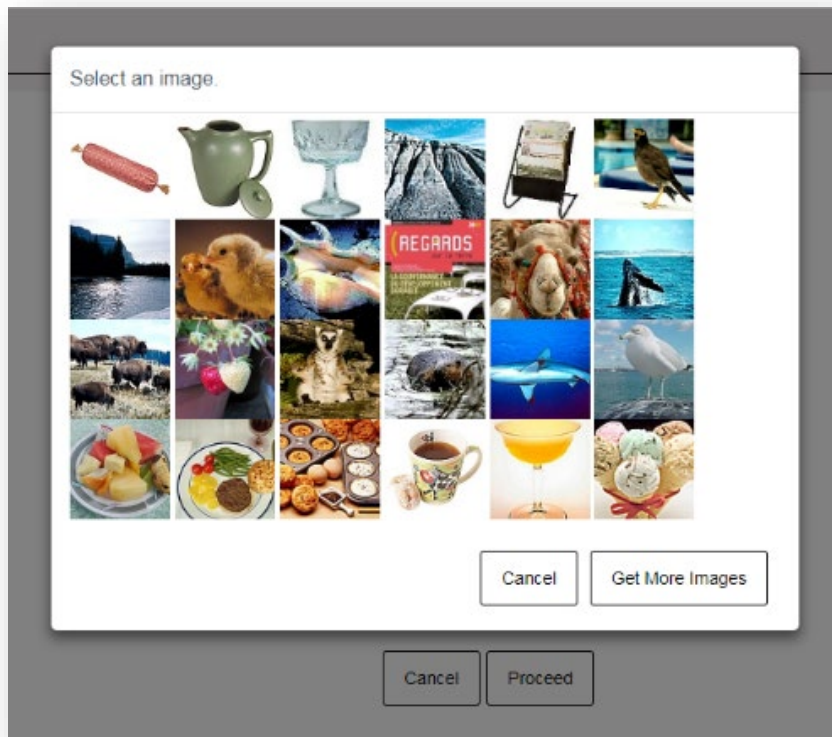 Select an image.
REGARDS
Cancel
Get More Images
Cancel
Proceed